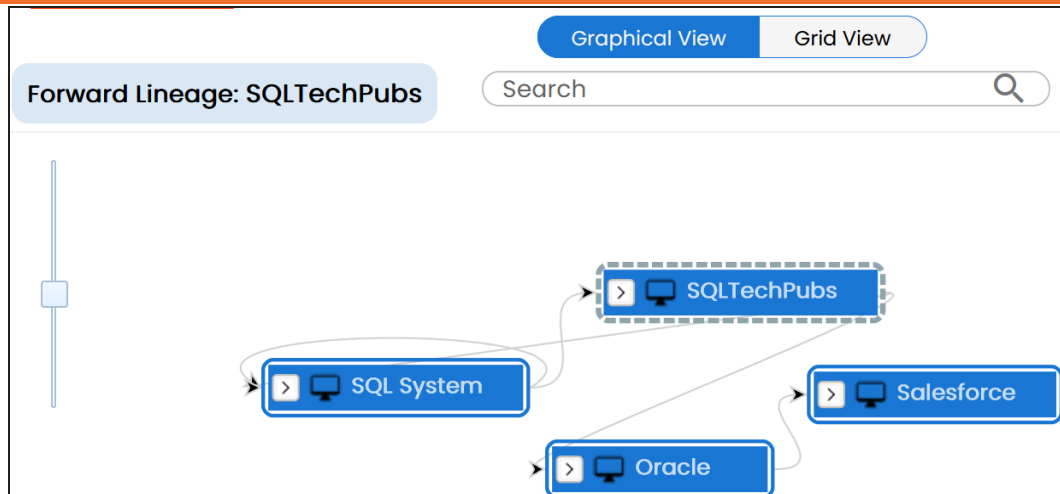 Graphical View
Grid View
Forward Lineage: SQLTechPubs
Search
SQLTechPubs
SQL System
Salesforce
Oracle